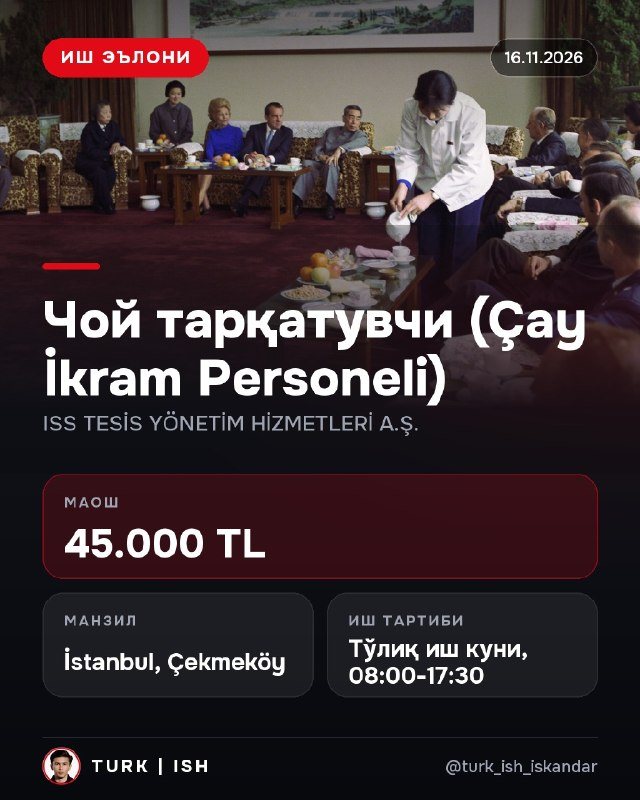 ИШ ЭЪЛОНИ
16.11.2026
Чой тарқатувчи (Çay
İkram Personeli)
ISS TESİS YÖNETİM HİZMETLERİ A.Ş.
МАОШ
45.000 TL
МАНЗИЛ
İstanbul, Çekmeköy
ИШ ТАРТИБИ
Тўлиқ иш куни,
08:00-17:30
TURK | ISH
@turk_ish_iskandar